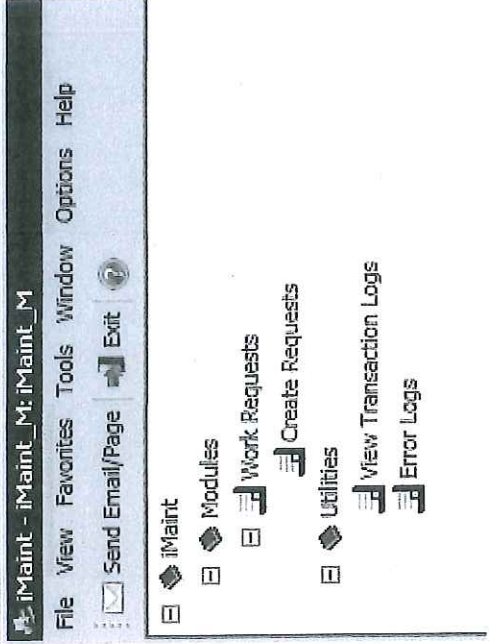 iMaint - iMaint_M: iMaint_M
File View Favorites Tools Window Options Help
Send Email/Page Exit
iMaint
Modules
Work Requests
Create Requests
Utilities
View Transaction Logs
Error Logs